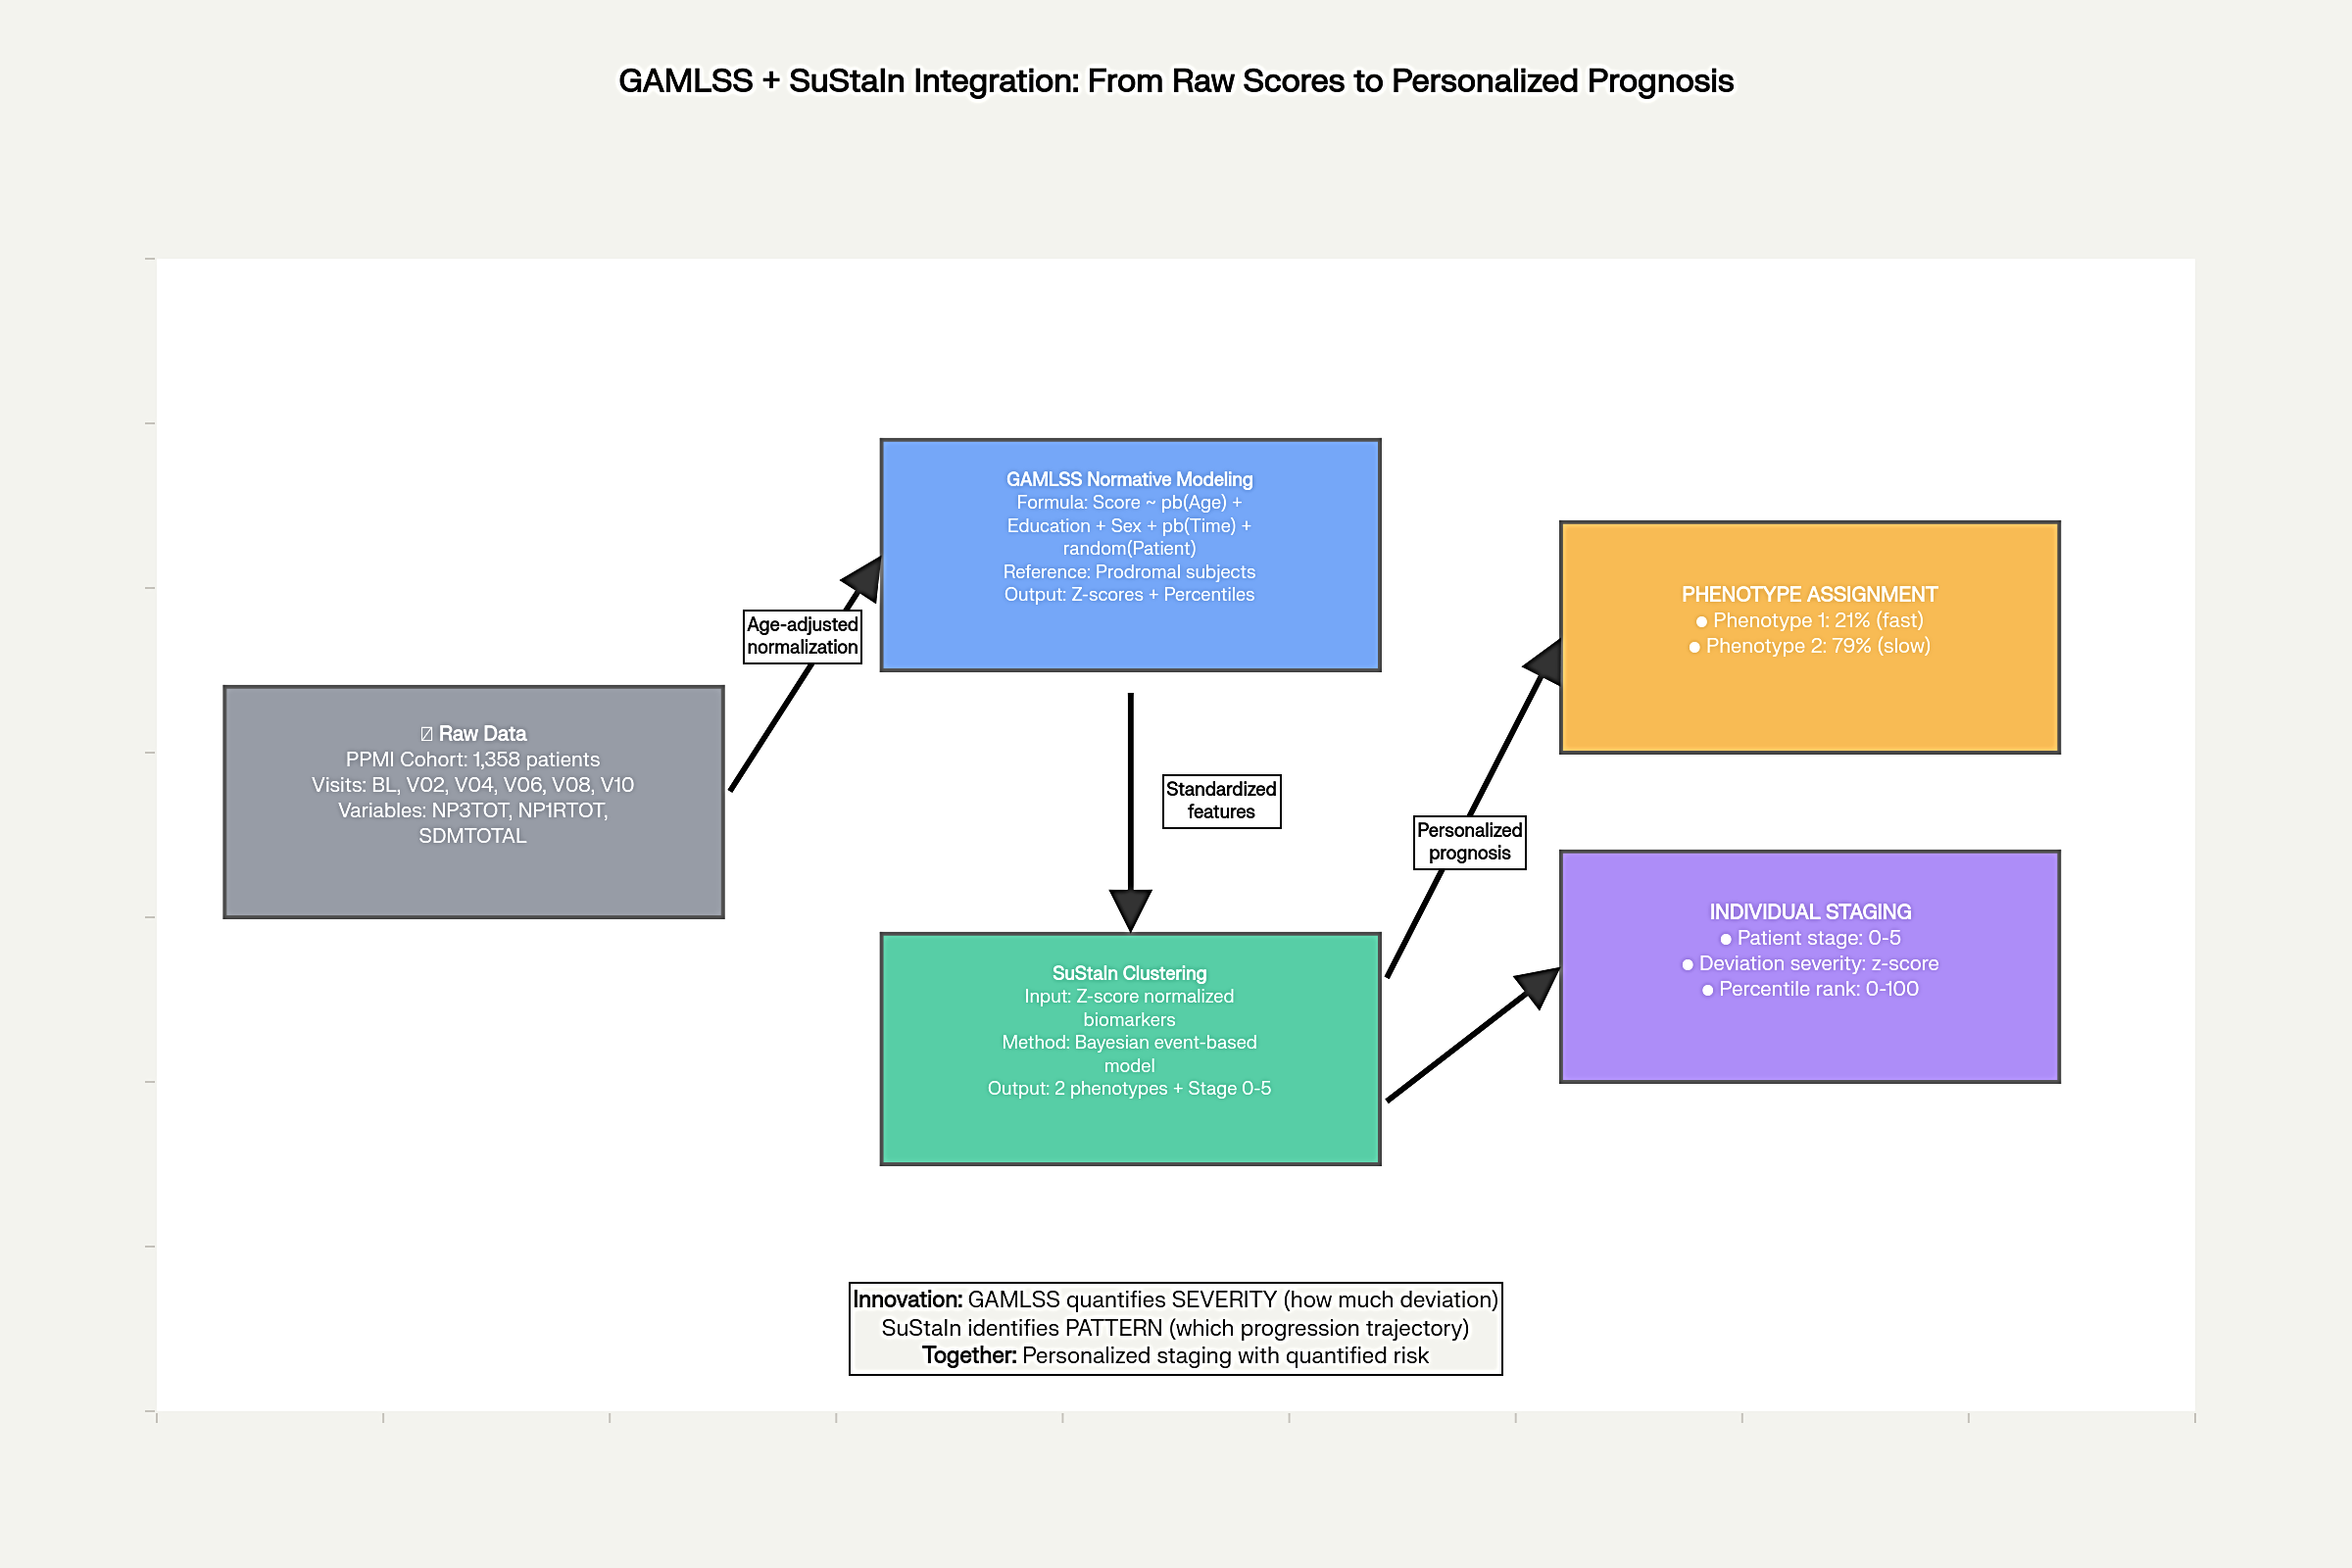 GAMLSS + SuStaIn Integration: From Raw Scores to Personalized Prognosis
Raw Data
PPMI Cohort: 1,358 patients
Visits: BL, V02, V04, V06, V08, V10
Variables: NP3TOT, NP1RTOT,
SDMTOTAL
Age-adjusted
normalization
GAMLSS Normative Modeling
Formula: Score ~ pb(Age) +
Education + Sex + pb(Time) +
random(Patient)
Reference: Prodromal subjects
Output: Z-scores + Percentiles
Standardized
features
SuStaIn Clustering
Input: Z-score normalized
biomarkers
Method: Bayesian event-based
model
Output: 2 phenotypes + Stage 0-5
Personalized
prognosis
PHENOTYPE ASSIGNMENT
● Phenotype 1: 21% (fast)
● Phenotype 2: 79% (slow)
INDIVIDUAL STAGING
● Patient stage: 0-5
● Deviation severity: z-score
● Percentile rank: 0-100
Innovation: GAMLSS quantifies SEVERITY (how much deviation)
SuStaIn identifies PATTERN (which progression trajectory)
Together: Personalized staging with quantified risk